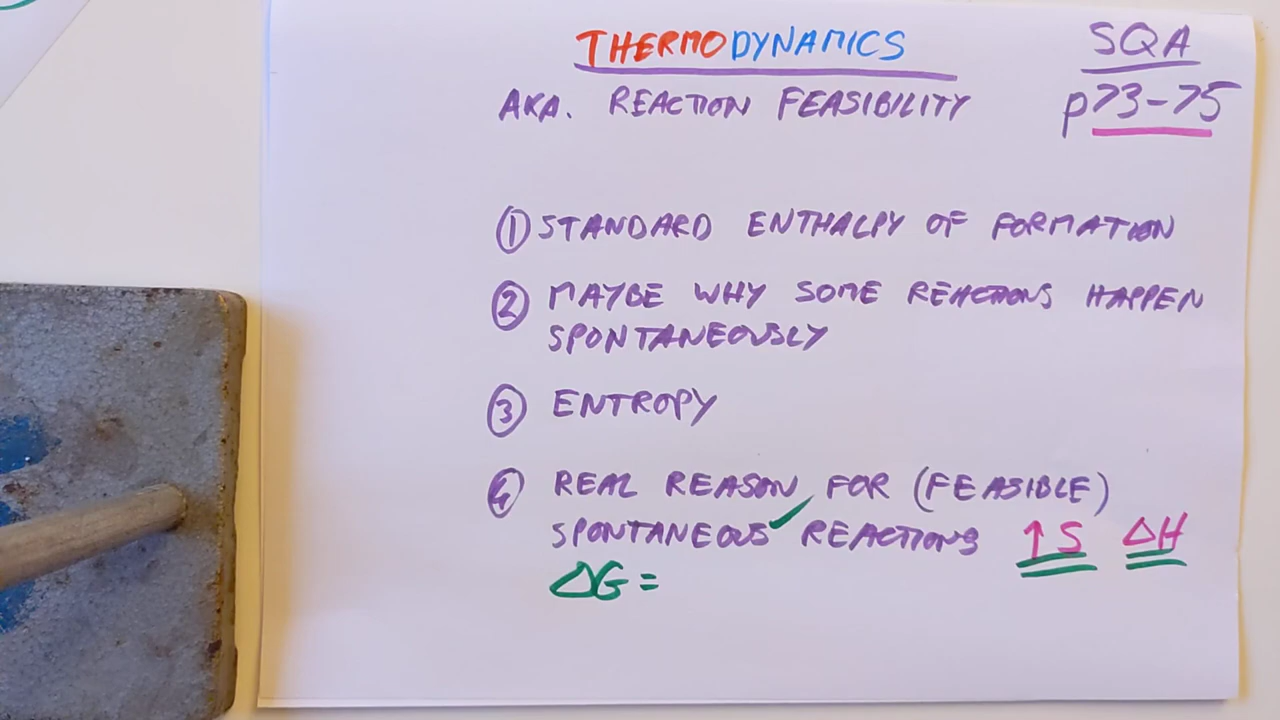 THERMODYNAMICS
SQA
AKA. REACTION FEASIBILITY
p73-75
① STANDARD ENTHALPY OF FORMATION
② MAYBE WHY SOME REACTIONS HAPPEN
SPONTANEOUSLY
③ ENTROPY
④ REAL REASON FOR (FEASIBLE)
SPONTANEOUS ✓ REACTIONS ↑S ΔH
ΔG =